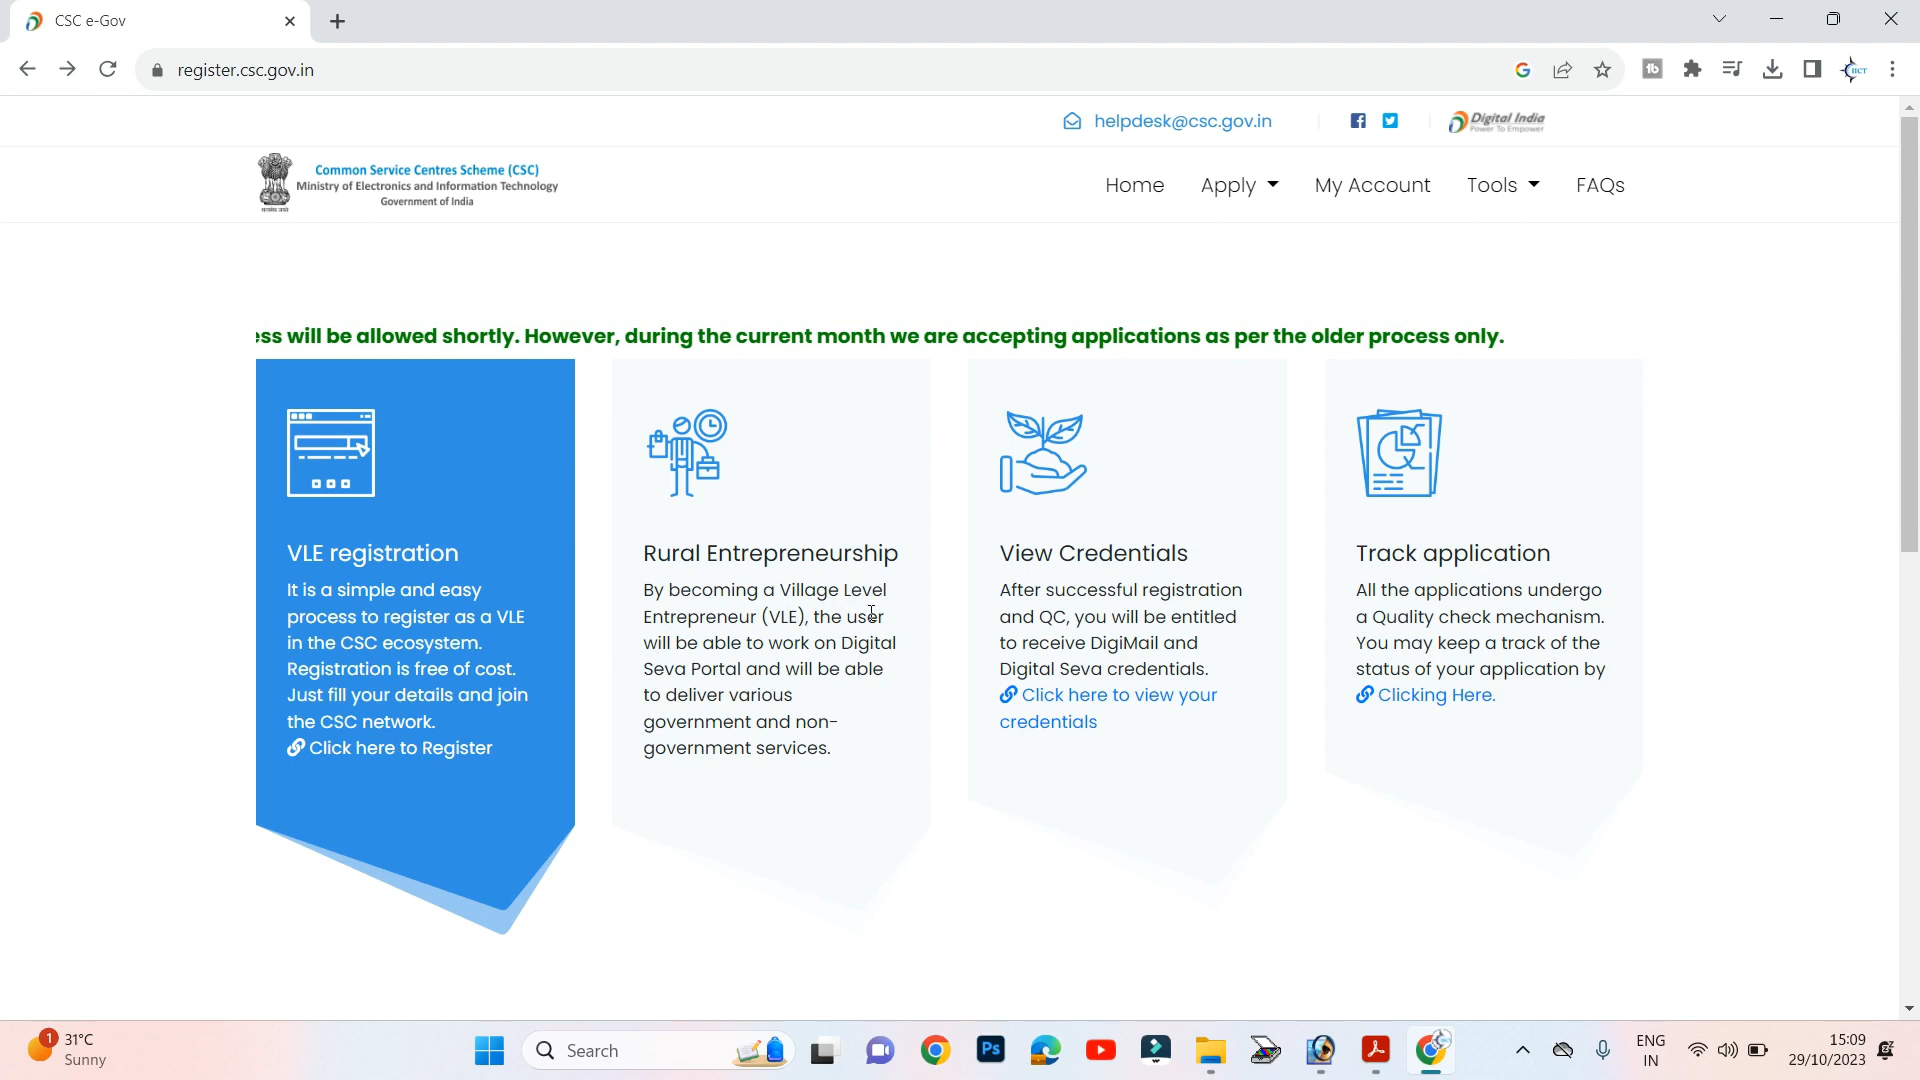 CSC e-Gov
register.csc.gov.in
helpdesk@csc.gov.in
Digital India
Power To Empower
Common Service Centres Scheme (CSC)
Ministry of Electronics and Information Technology
Government of India
Home
Apply
My Account
Tools
FAQs
ess will be allowed shortly. However, during the current month we are accepting applications as per the older process only.
VLE registration
It is a simple and easy
process to register as a VLE
in the CSC ecosystem.
Registration is free of cost.
Just fill your details and join
the CSC network.
Click here to Register
Rural Entrepreneurship
By becoming a Village Level
Entrepreneur (VLE), the user
will be able to work on Digital
Seva Portal and will be able
to deliver various
government and non-
government services.
View Credentials
After successful registration
and QC, you will be entitled
to receive DigiMail and
Digital Seva credentials.
Click here to view your
credentials
Track application
All the applications undergo
a Quality check mechanism.
You may keep a track of the
status of your application by
Clicking Here.
1
31°C
Sunny
Search
Ps
ENG
IN
15:09
29/10/2023